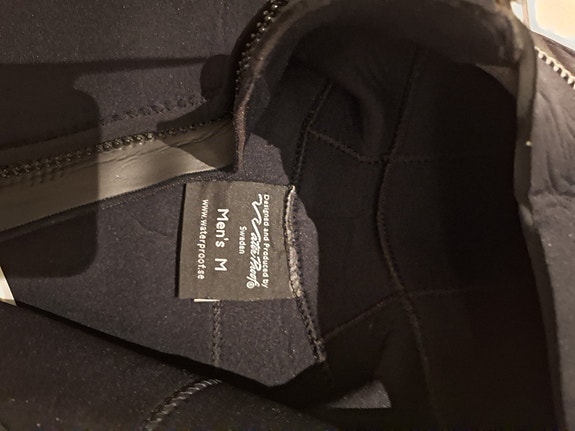 Designed and Produced by
WaterProof®
Sweden
Men's M
www.waterproof.se